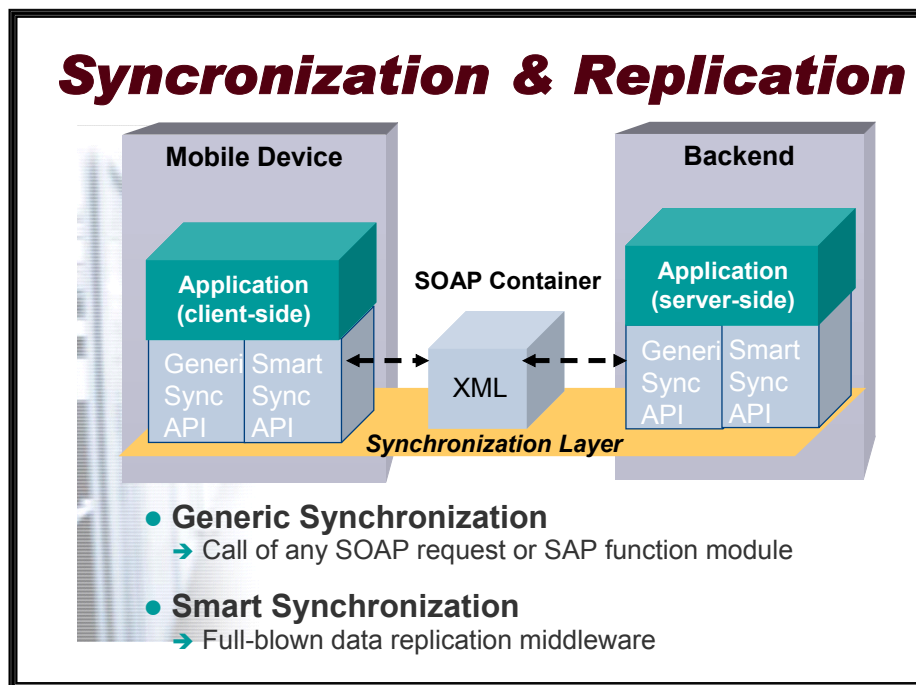 Syncronization & Replication
Mobile Device
Backend
Application
(client-side)
SOAP Container
Application
(server-side)
Generi
Sync
API
Smart
Sync
API
XML
Generi
Sync
API
Smart
Sync
API
Synchronization Layer
● Generic Synchronization
➔ Call of any SOAP request or SAP function module
● Smart Synchronization
➔ Full-blown data replication middleware